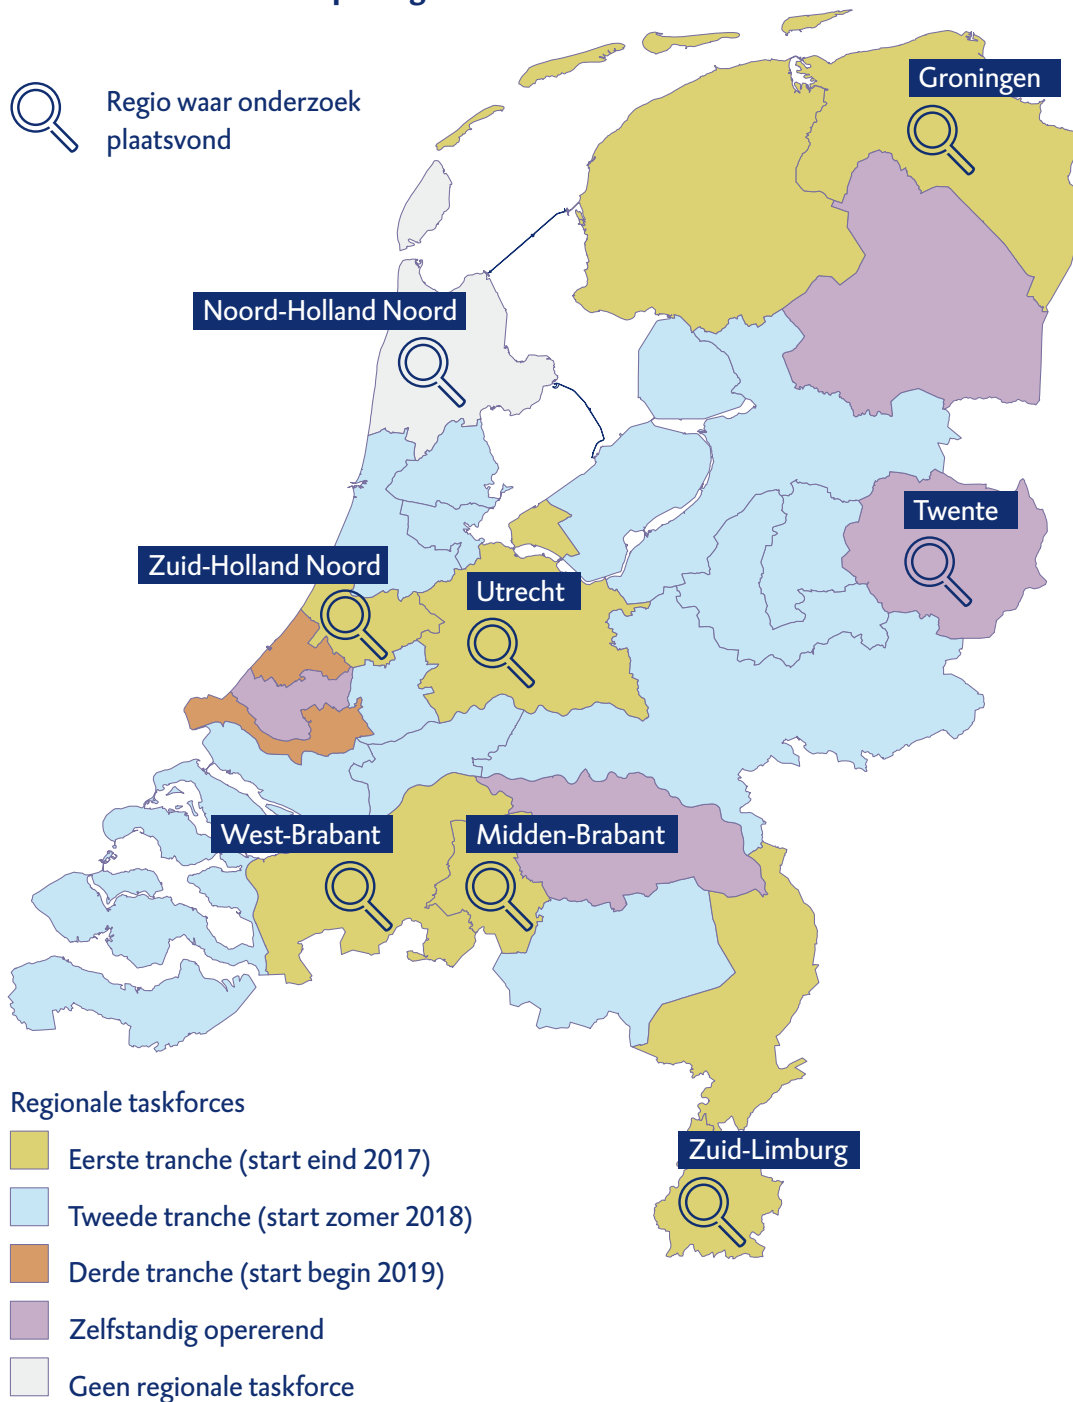 Regio waar onderzoek
plaatsvond
Groningen
Noord-Holland Noord
Twente
Zuid-Holland Noord
Utrecht
West-Brabant
Midden-Brabant
Zuid-Limburg
Regionale taskforces
Eerste tranche (start eind 2017)
Tweede tranche (start zomer 2018)
Derde tranche (start begin 2019)
Zelfstandig opererend
Geen regionale taskforce